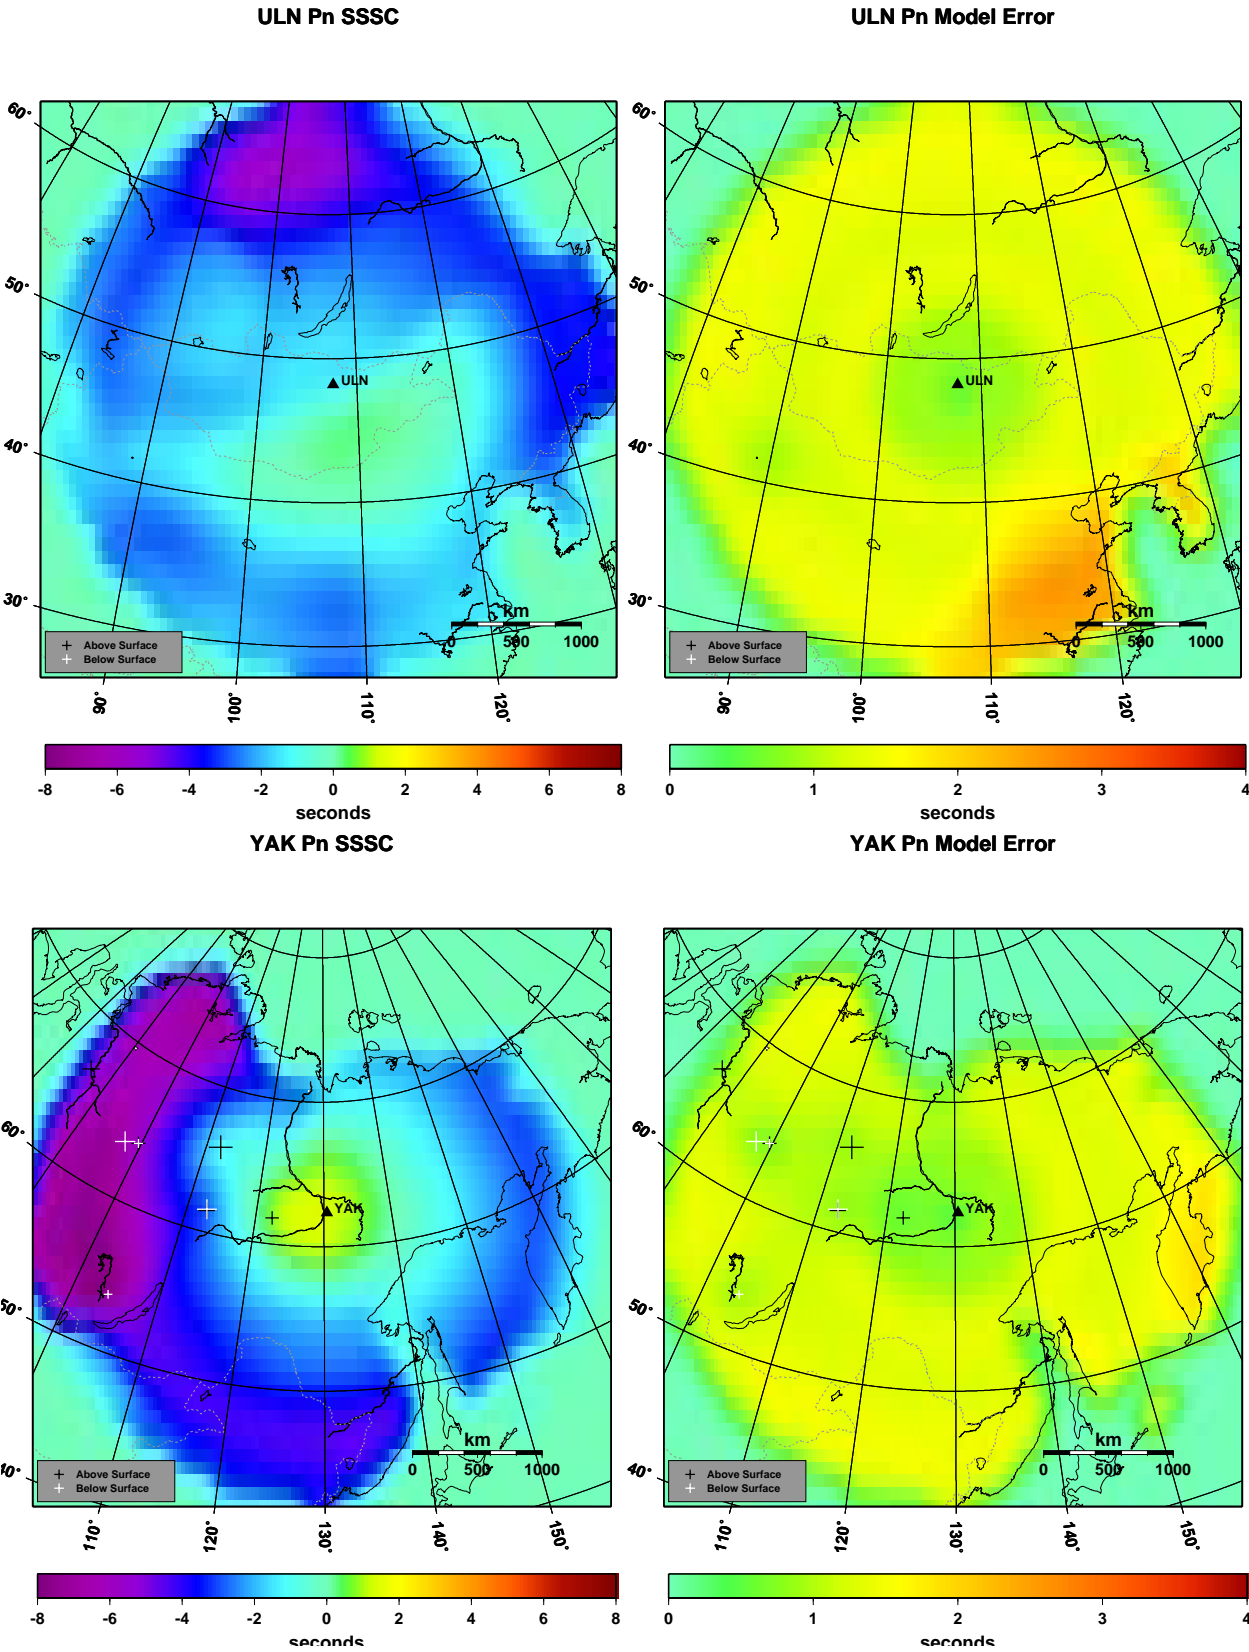 ULN Pn SSSC
ULN Pn Model Error
60°
50°
40°
30°
ULN
km
0 500 1000
Above Surface
Below Surface
90° 100° 110° 120°
60°
50°
40°
30°
ULN
km
0 500 1000
Above Surface
Below Surface
90° 100° 110° 120°
-8 -6 -4 -2 0 2 4 6 8
seconds
0 1 2 3 4
seconds
YAK Pn SSSC
YAK Pn Model Error
60°
50°
YAK
km
0 500 1000
Above Surface
Below Surface
110° 120 140° 150°
60°
50°
40°
YAK
km
0 500 1000
Above Surface
Below Surface
110° 120° 140° 150°
-8 -6 -4 -2 0 2 4 6 8
seconds
0 1 2 3 4
seconds